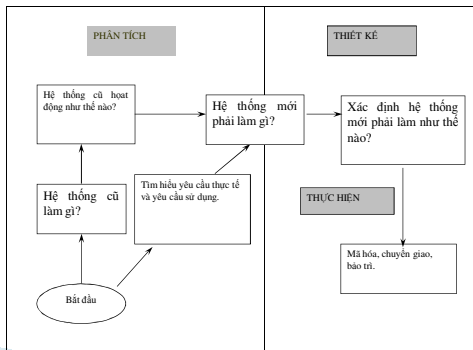 PHÂN TÍCH
THIẾT KẾ
Hệ thống cũ họat
động như thế nào?
Hệ thống mới
phải làm gì?
Xác định hệ thống
mới phải làm như thế
nào?
Tìm hiểu yêu cầu thực tế
và yêu cầu sử dụng.
Hệ thống cũ
làm gì?
THỰC HIỆN
Mã hóa, chuyển giao,
bảo trì.
Bắt đầu